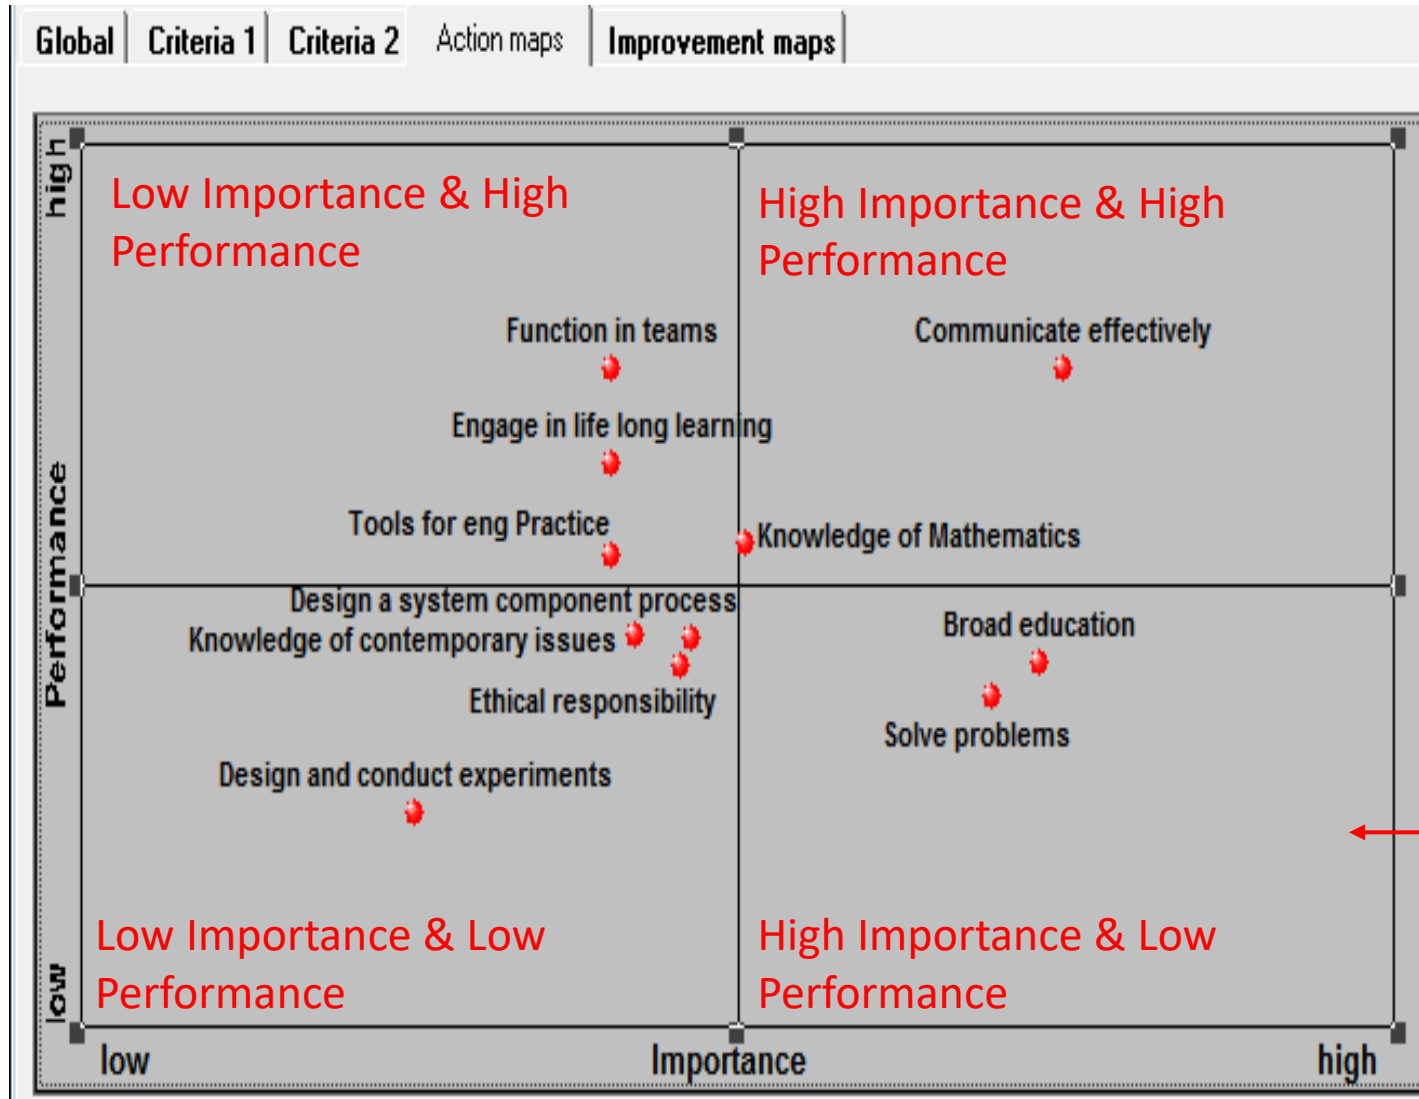 Global Criteria 1 Criteria 2 Action maps Improvement maps
high
Low Importance & High
Performance
High Importance & High
Performance
Function in teams
Communicate effectively
Engage in life long learning
Tools for eng Practice
Knowledge of Mathematics
Performance
Design a system component process
Knowledge of contemporary issues
Broad education
Ethical responsibility
Solve problems
Design and conduct experiments
Low Importance & Low
Performance
High Importance & Low
Performance
low
low Importance high